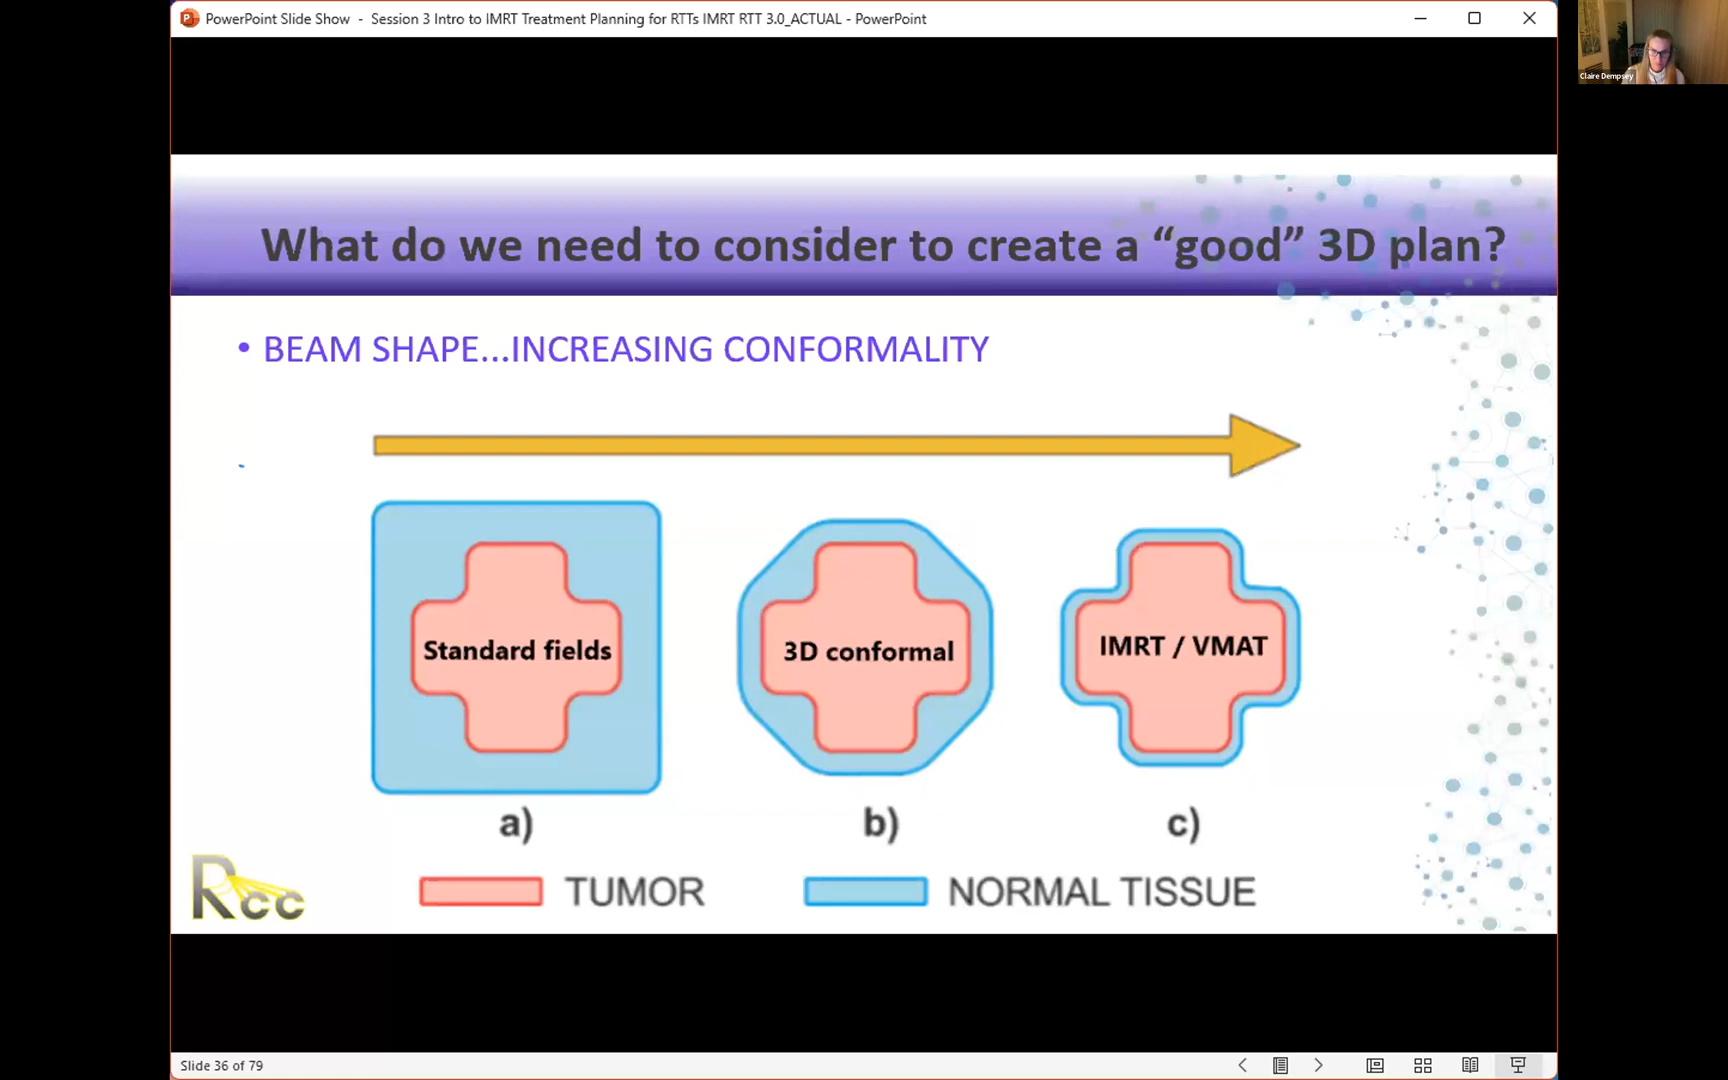 PowerPoint Slide Show - Session 3 Intro to IMRT Treatment Planning for RTTs IMRT RTT 3.0_ACTUAL - PowerPoint
Claire Dempsey
What do we need to consider to create a “good” 3D plan?
• BEAM SHAPE...INCREASING CONFORMALITY
Standard fields
3D conformal
IMRT / VMAT
a)
b)
c)
TUMOR
NORMAL TISSUE
Rcc
Slide 36 of 79